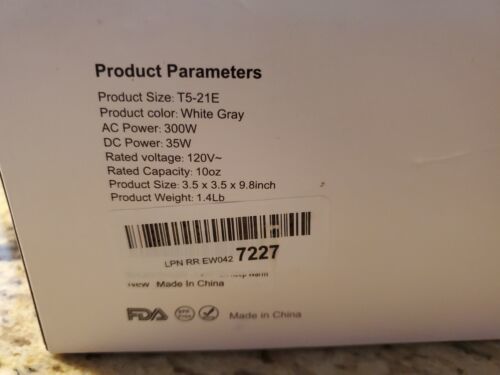 Product Parameters
Product Size: T5-21E
Product color: White Gray
AC Power: 300W
DC Power: 35W
Rated voltage: 120V~
Rated Capacity: 10oz
Product Size: 3.5 x 3.5 x 9.8inch
Product Weight: 1.4Lb
LPN RR EW042 7227
Made In China
FDA Made in China